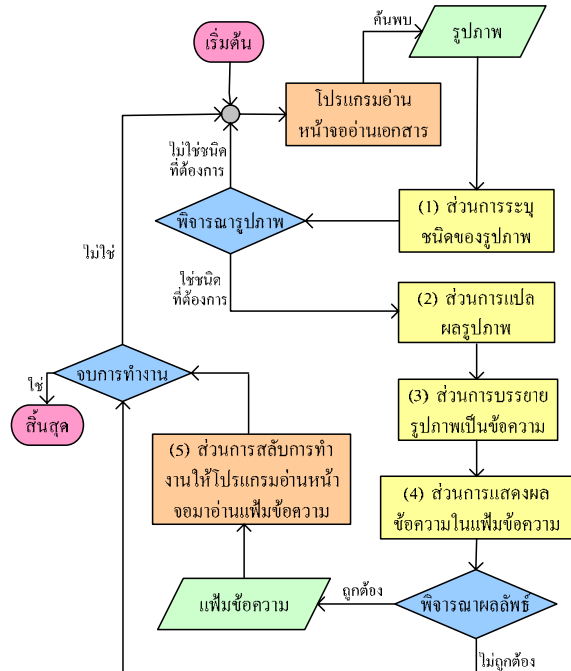 เริ่มต้น
ค้นพบ
รูปภาพ
โปรแกรมอ่าน
หน้าจออ่านเอกสาร
ไม่ใช่ชนิด
ที่ต้องการ
พิจารณารูปภาพ
(1) ส่วนการระบุ
ชนิดของรูปภาพ
ไม่ใช่
ใช่ชนิด
ที่ต้องการ
(2) ส่วนการแปล
ผลรูปภาพ
จบการทำงาน
ใช่
สิ้นสุด
(3) ส่วนการบรรยาย
รูปภาพเป็นข้อความ
(5) ส่วนการสลับการทำ
งานให้โปรแกรมอ่านหน้า
จอมาอ่านแฟ้มข้อความ
(4) ส่วนการแสดงผล
ข้อความในแฟ้มข้อความ
แฟ้มข้อความ
ถูกต้อง
พิจารณาผลลัพธ์
ไม่ถูกต้อง